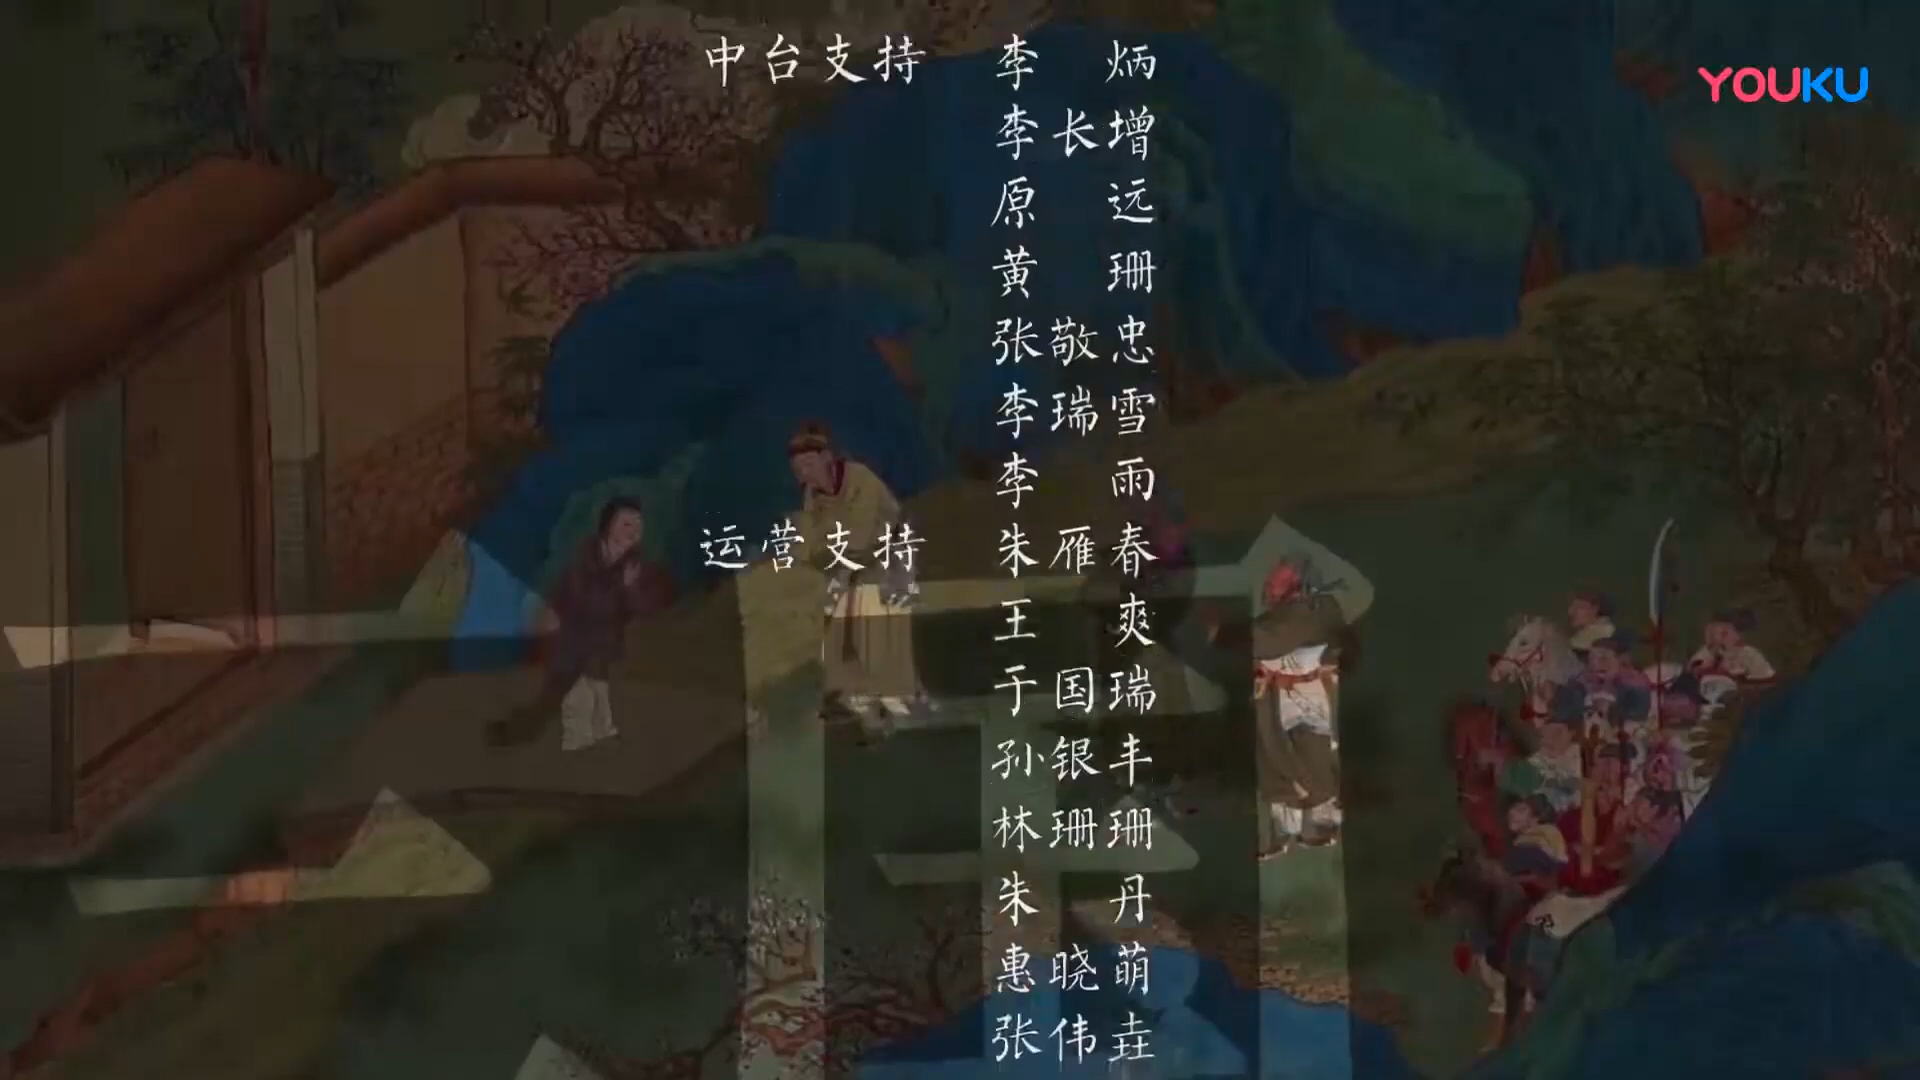 YOUKU
中台支持 李炳
李长增
原远
黄珊
张敬忠
李瑞雪
李雨
运营支持 朱雁春
王爽
于国瑞
孙银丰
林珊珊
朱丹
惠晓萌
张伟垚